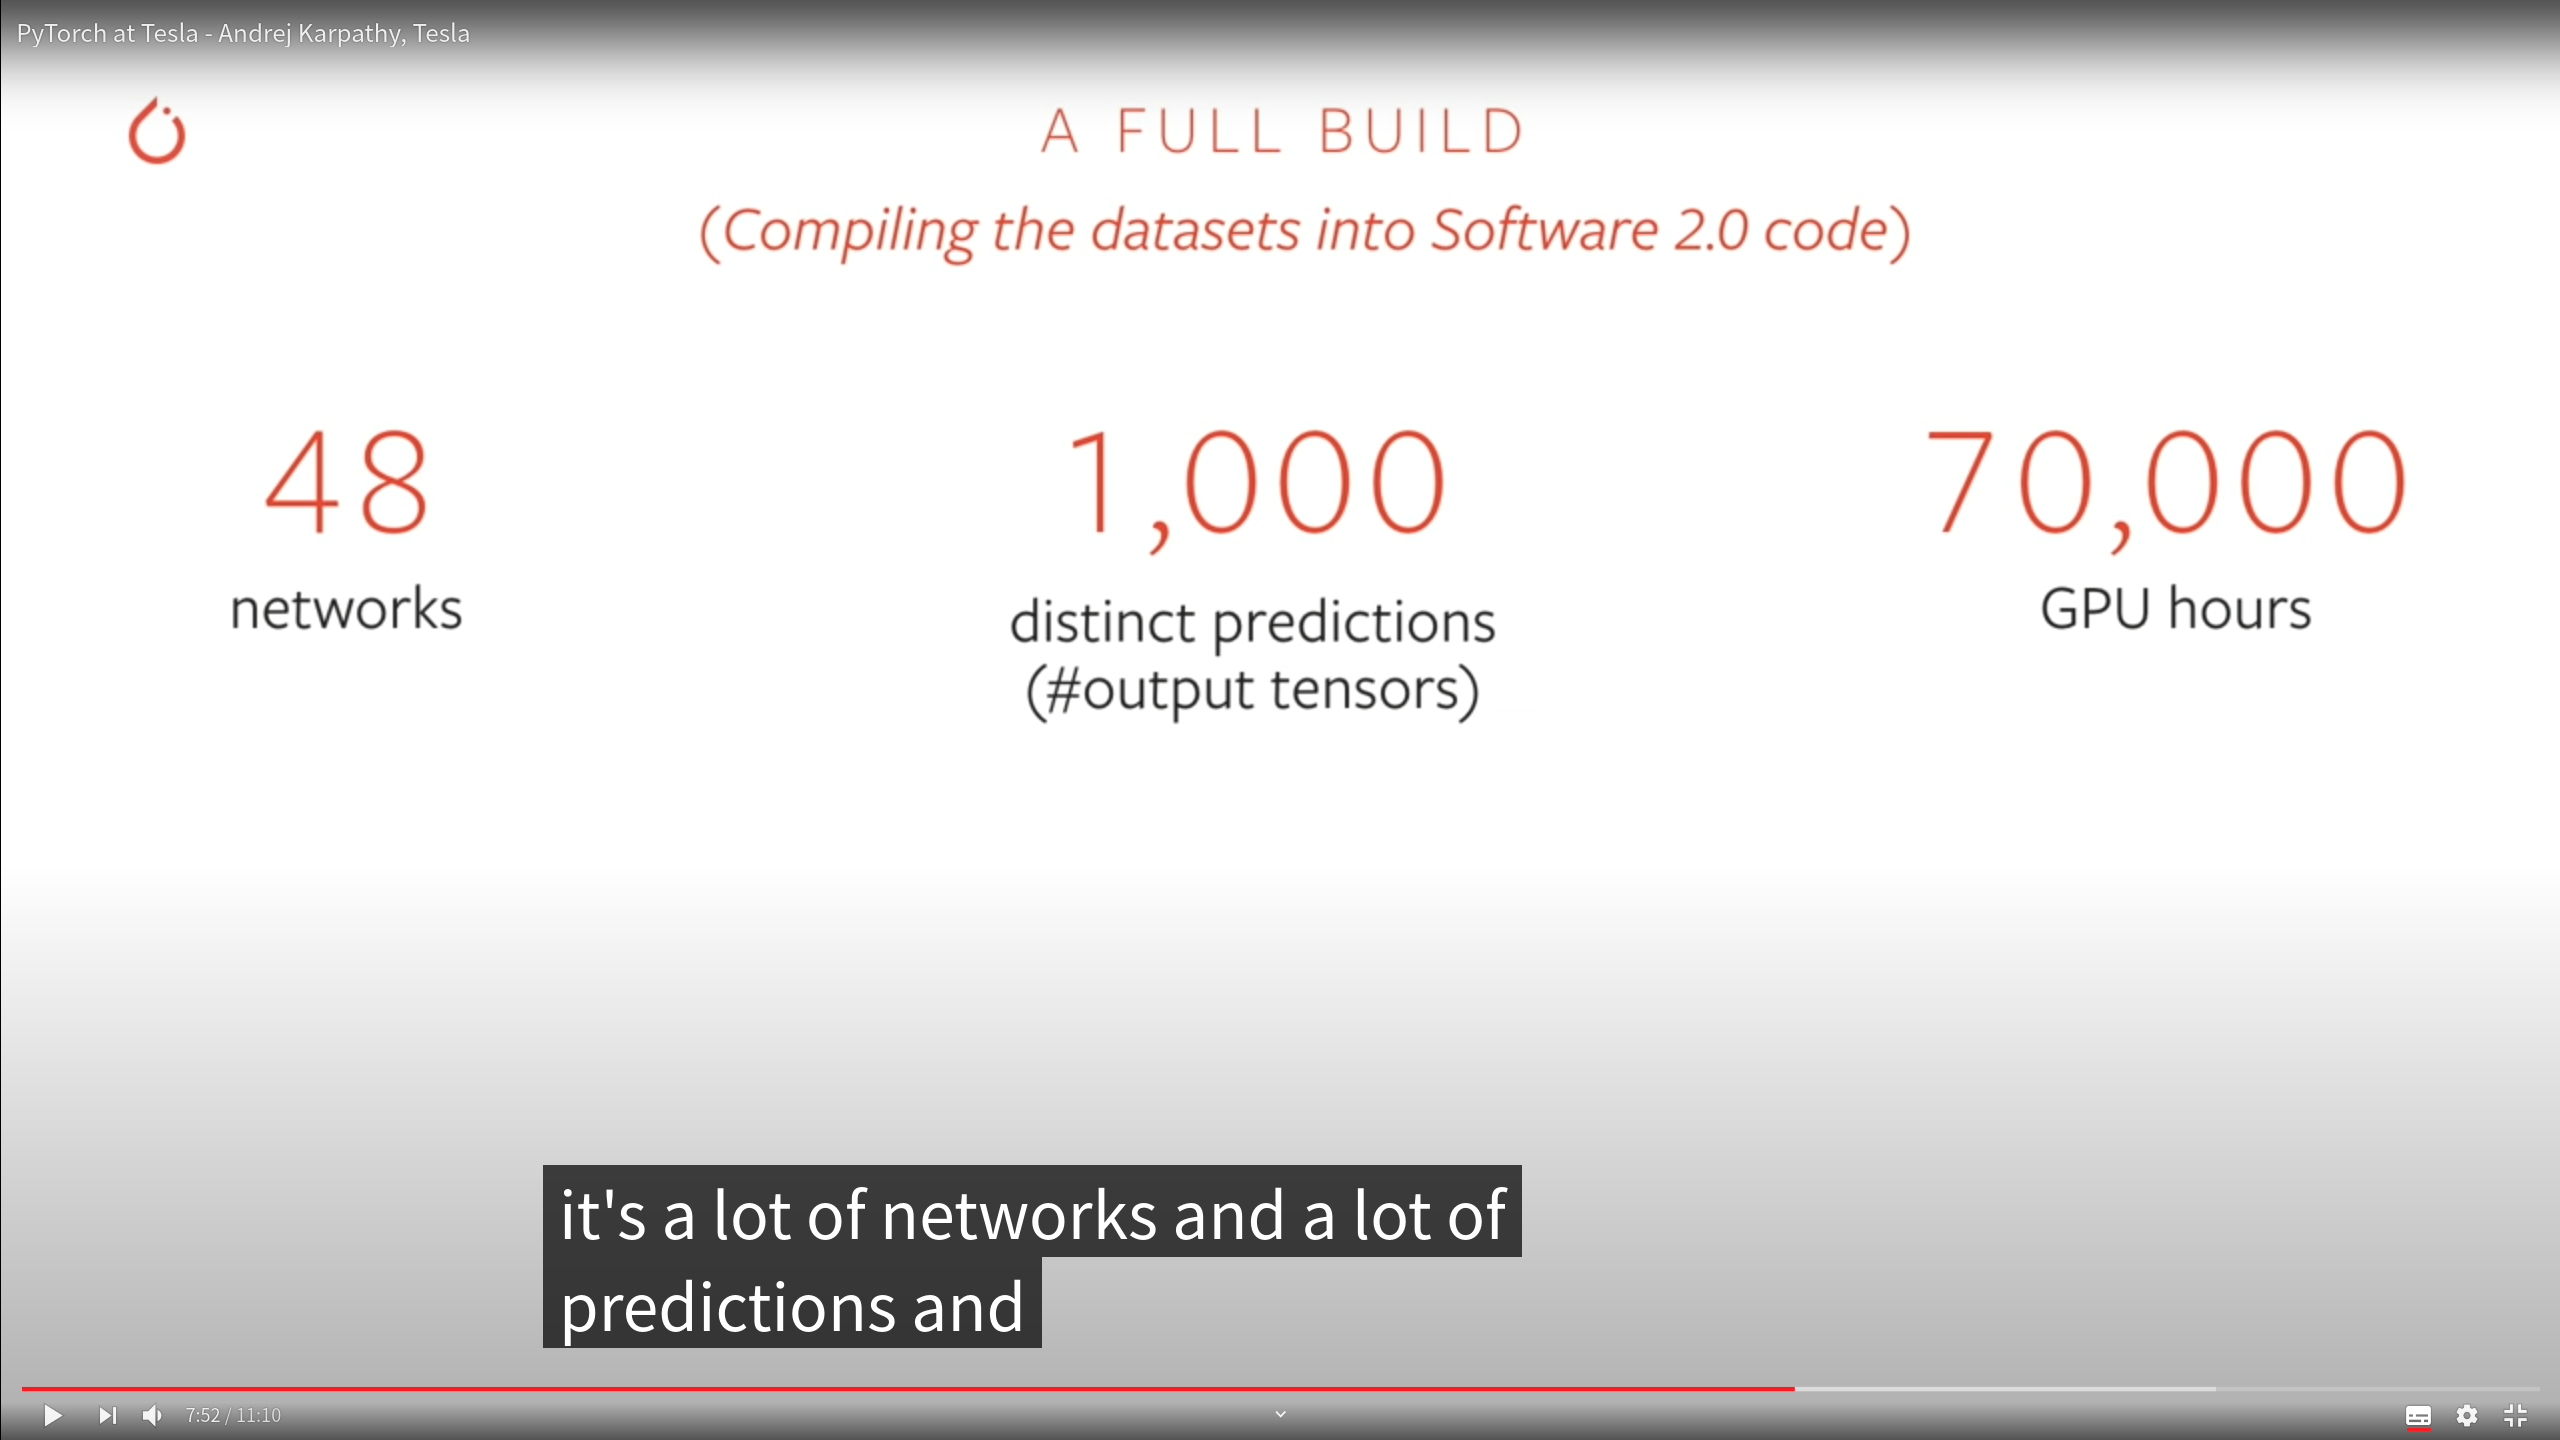 PyTorch at Tesla - Andrej Karpathy, Tesla
A FULL BUILD
(Compiling the datasets into Software 2.0 code)
48
networks
1,000
distinct predictions
(#output tensors)
70,000
GPU hours
it's a lot of networks and a lot of
predictions and
7:52 / 11:10